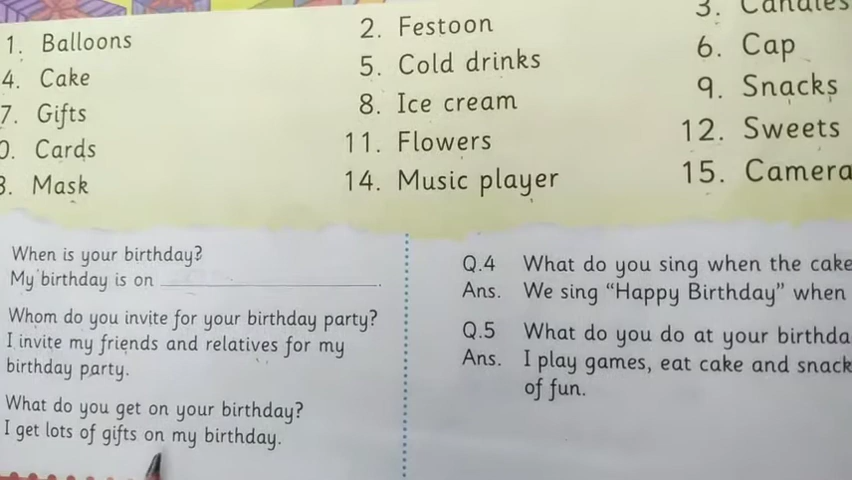 1. Balloons
2. Festoon
3. Candles
4. Cake
5. Cold drinks
6. Cap
7. Gifts
8. Ice cream
9. Snacks
0. Cards
11. Flowers
12. Sweets
3. Mask
14. Music player
15. Camera
When is your birthday?
My birthday is on ____________.
Whom do you invite for your birthday party?
I invite my friends and relatives for my
birthday party.
What do you get on your birthday?
I get lots of gifts on my birthday.
Q.4 What do you sing when the cake
Ans. We sing “Happy Birthday” when
Q.5 What do you do at your birthda
Ans. I play games, eat cake and snack
of fun.